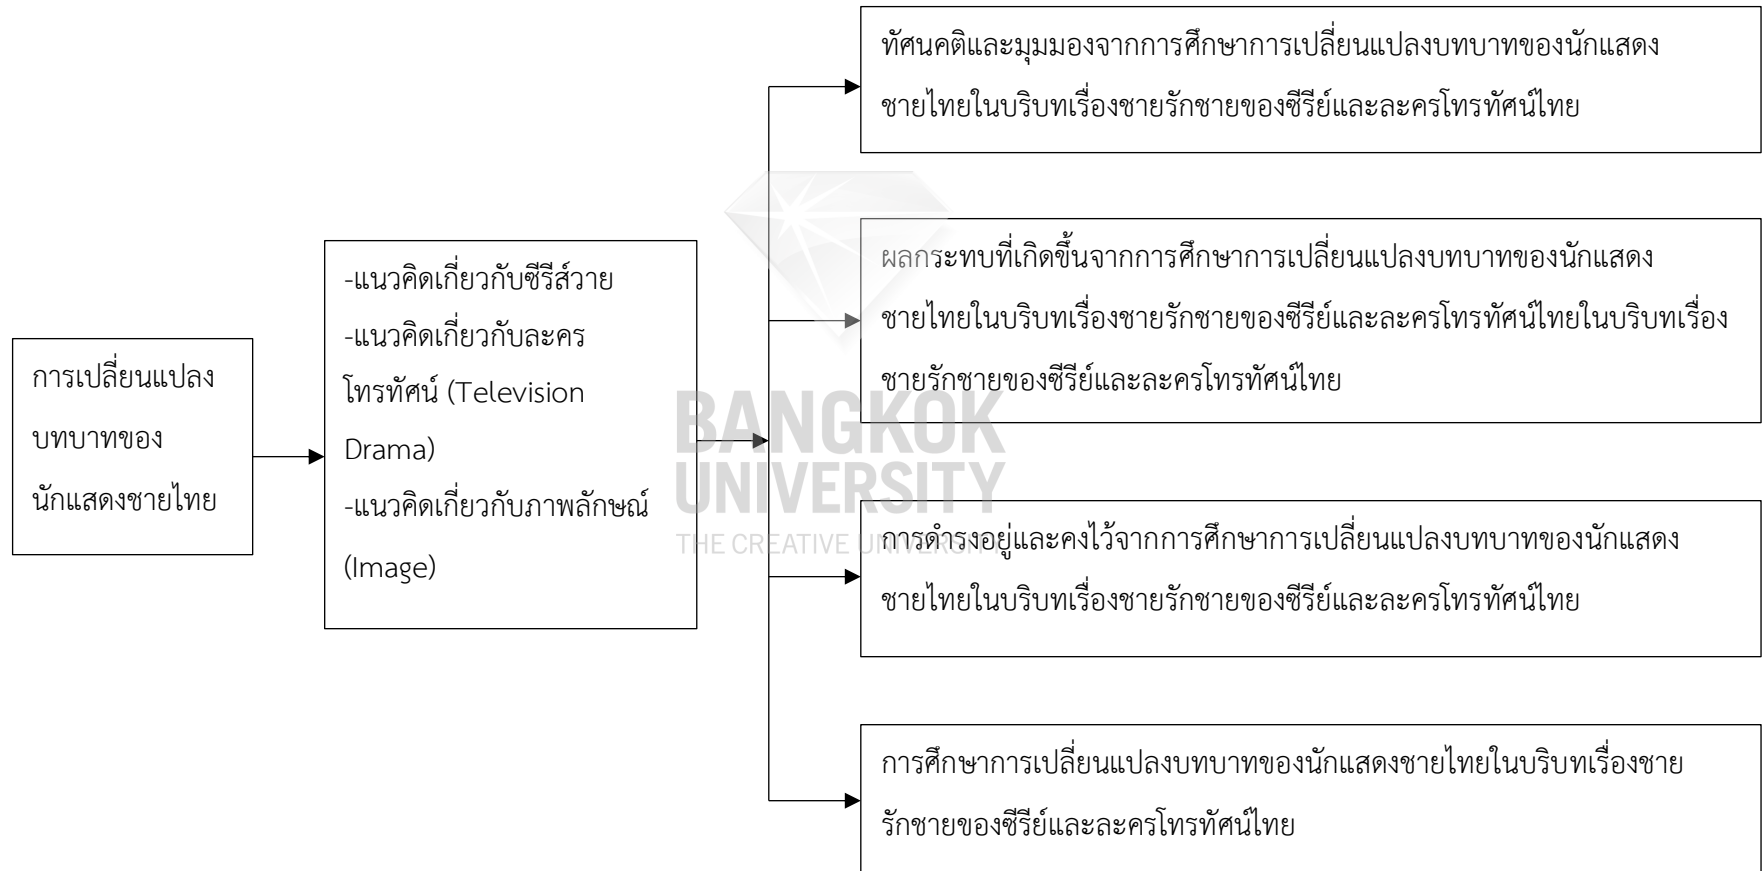 การเปลี่ยนแปลง
บทบาทของ
นักแสดงชายไทย
-แนวคิดเกี่ยวกับซีรีส์วาย
-แนวคิดเกี่ยวกับละคร
โทรทัศน์ (Television
Drama)
-แนวคิดเกี่ยวกับภาพลักษณ์
(Image)
ทัศนคติและมุมมองจากการศึกษาการเปลี่ยนแปลงบทบาทของนักแสดง
ชายไทยในบริบทเรื่องชายรักชายของซีรีย์และละครโทรทัศน์ไทย
ผลกระทบที่เกิดขึ้นจากการศึกษาการเปลี่ยนแปลงบทบาทของนักแสดง
ชายไทยในบริบทเรื่องชายรักชายของซีรีย์และละครโทรทัศน์ไทยในบริบทเรื่อง
ชายรักชายของซีรีย์และละครโทรทัศน์ไทย
การดำรงอยู่และคงไว้จากการศึกษาการเปลี่ยนแปลงบทบาทของนักแสดง
ชายไทยในบริบทเรื่องชายรักชายของซีรีย์และละครโทรทัศน์ไทย
การศึกษาการเปลี่ยนแปลงบทบาทของนักแสดงชายไทยในบริบทเรื่องชาย
รักชายของซีรีย์และละครโทรทัศน์ไทย
BANGKOK
UNIVERSITY
THE CREATIVE UNIVERSITY